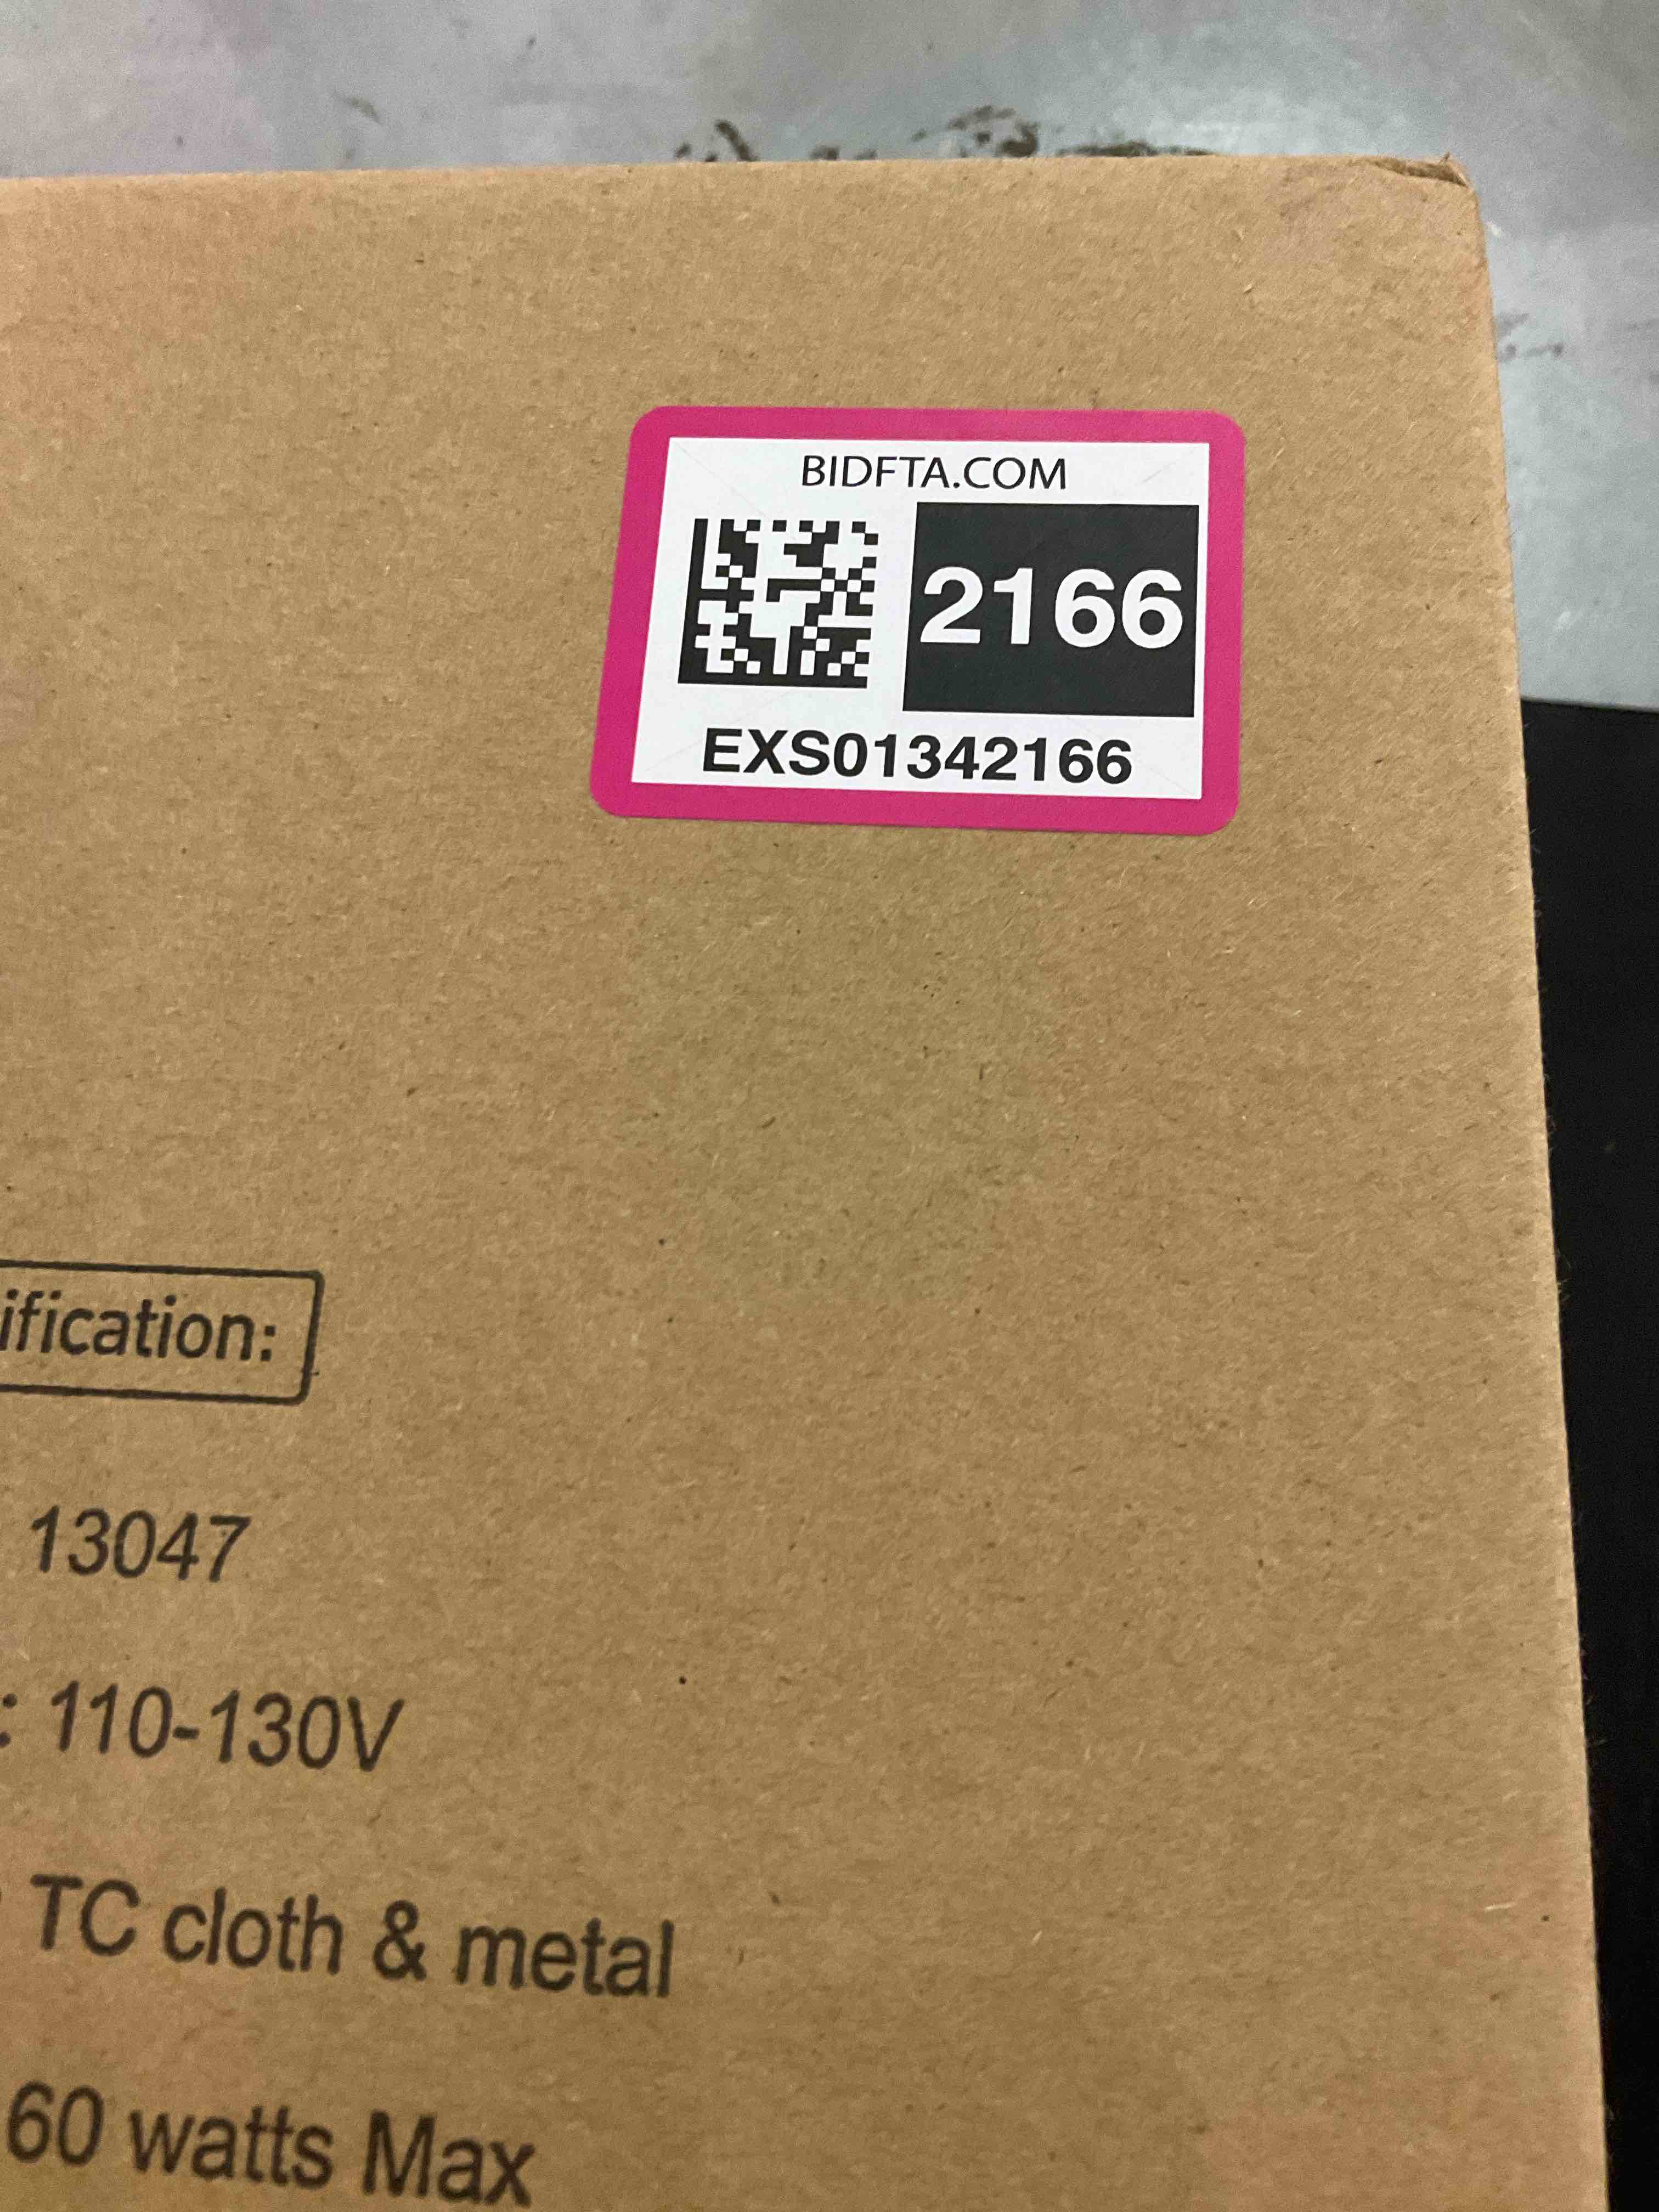 BIDFTA.COM
2166
EXS01342166
ification:
13047
: 110-130V
TC cloth & metal
60 watts Max